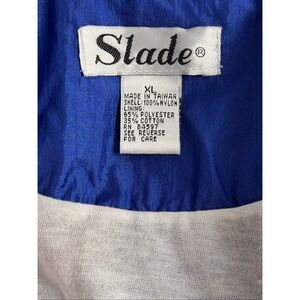 Slade®
XL
MADE IN TAIWAN
SHELL: 100% NYLON
LINING:
65% POLYESTER
35% COTTON
RN 84597
SEE REVERSE
FOR CARE